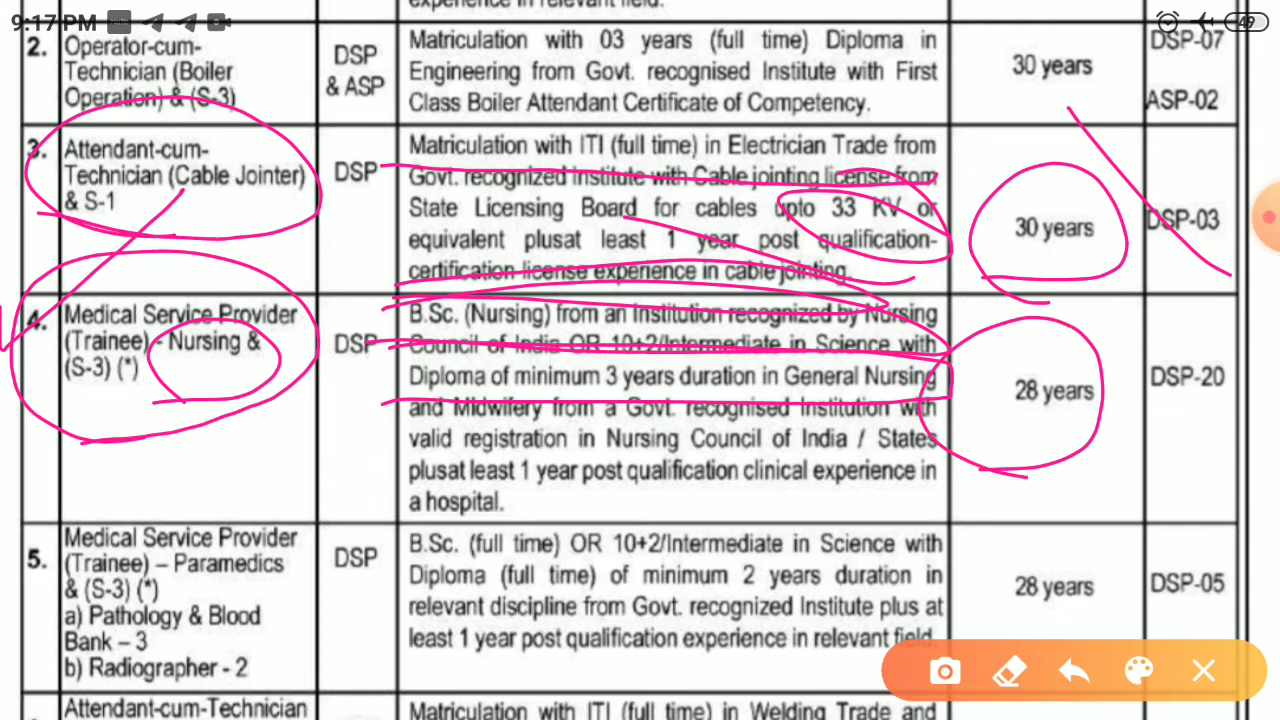 experience in relevant field.
9:17 PM
49
2. Operator-cum-
Technician (Boiler
Operation) & (S-3)
DSP
& ASP
Matriculation with 03 years (full time) Diploma in
Engineering from Govt. recognised Institute with First
Class Boiler Attendant Certificate of Competency.
30 years
DSP-07
ASP-02
3. Attendant-cum-
Technician (Cable Jointer)
& S-1
DSP
Matriculation with ITI (full time) in Electrician Trade from
Govt. recognized Institute with Cable jointing license from
State Licensing Board for cables upto 33 KV or
equivalent plusat least 1 year post qualification-
certification license experience in cable jointing.
30 years
DSP-03
4. Medical Service Provider
(Trainee) - Nursing &
(S-3) (*)
DSP
B.Sc. (Nursing) from an Institution recognized by Nursing
Council of India OR 10+2/Intermediate in Science with
Diploma of minimum 3 years duration in General Nursing
and Midwifery from a Govt. recognised Institution with
valid registration in Nursing Council of India / States
plusat least 1 year post qualification clinical experience in
a hospital.
28 years
DSP-20
5. Medical Service Provider
(Trainee) – Paramedics
& (S-3) (*)
a) Pathology & Blood
Bank – 3
b) Radiographer - 2
DSP
B.Sc. (full time) OR 10+2/Intermediate in Science with
Diploma (full time) of minimum 2 years duration in
relevant discipline from Govt. recognized Institute plus at
least 1 year post qualification experience in relevant field.
28 years
DSP-05
Attendant-cum-Technician
Matriculation with ITI (full time) in Welding Trade and